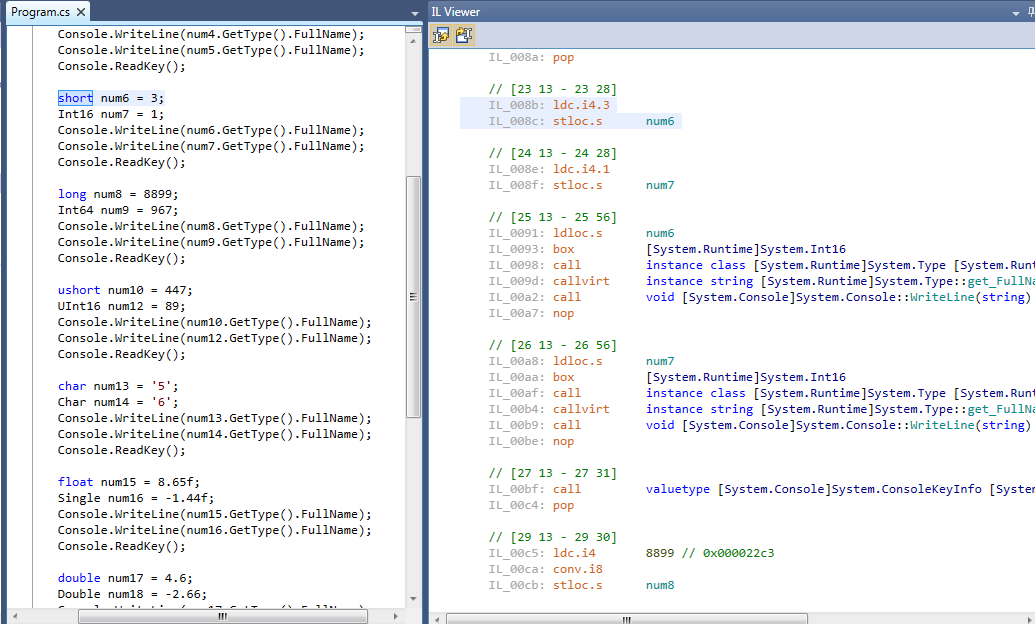 Program.cs
Console.WriteLine(num4.GetType().FullName);
Console.WriteLine(num5.GetType().FullName);
Console.ReadKey();
short num6 = 3;
Int16 num7 = 1;
Console.WriteLine(num6.GetType().FullName);
Console.WriteLine(num7.GetType().FullName);
Console.ReadKey();
long num8 = 8899;
Int64 num9 = 967;
Console.WriteLine(num8.GetType().FullName);
Console.WriteLine(num9.GetType().FullName);
Console.ReadKey();
ushort num10 = 447;
UInt16 num12 = 89;
Console.WriteLine(num10.GetType().FullName);
Console.WriteLine(num12.GetType().FullName);
Console.ReadKey();
char num13 = '5';
Char num14 = '6';
Console.WriteLine(num13.GetType().FullName);
Console.WriteLine(num14.GetType().FullName);
Console.ReadKey();
float num15 = 8.65f;
Single num16 = -1.44f;
Console.WriteLine(num15.GetType().FullName);
Console.WriteLine(num16.GetType().FullName);
Console.ReadKey();
double num17 = 4.6;
Double num18 = -2.66;
IL Viewer
IL_008a: pop
// [23 13 - 23 28]
IL_008b: ldc.i4.3
IL_008c: stloc.s num6
// [24 13 - 24 28]
IL_008e: ldc.i4.1
IL_008f: stloc.s num7
// [25 13 - 25 56]
IL_0091: ldloc.s num6
IL_0093: box [System.Runtime]System.Int16
IL_0098: call instance class [System.Runtime]System.Type [System.Runt
IL_009d: callvirt instance string [System.Runtime]System.Type::get_FullNa
IL_00a2: call void [System.Console]System.Console::WriteLine(string)
IL_00a7: nop
// [26 13 - 26 56]
IL_00a8: ldloc.s num7
IL_00aa: box [System.Runtime]System.Int16
IL_00af: call instance class [System.Runtime]System.Type [System.Runt
IL_00b4: callvirt instance string [System.Runtime]System.Type::get_FullNa
IL_00b9: call void [System.Console]System.Console::WriteLine(string)
IL_00be: nop
// [27 13 - 27 31]
IL_00bf: call valuetype [System.Console]System.ConsoleKeyInfo [System
IL_00c4: pop
// [29 13 - 29 30]
IL_00c5: ldc.i4 8899 // 0x000022c3
IL_00ca: conv.i8
IL_00cb: stloc.s num8